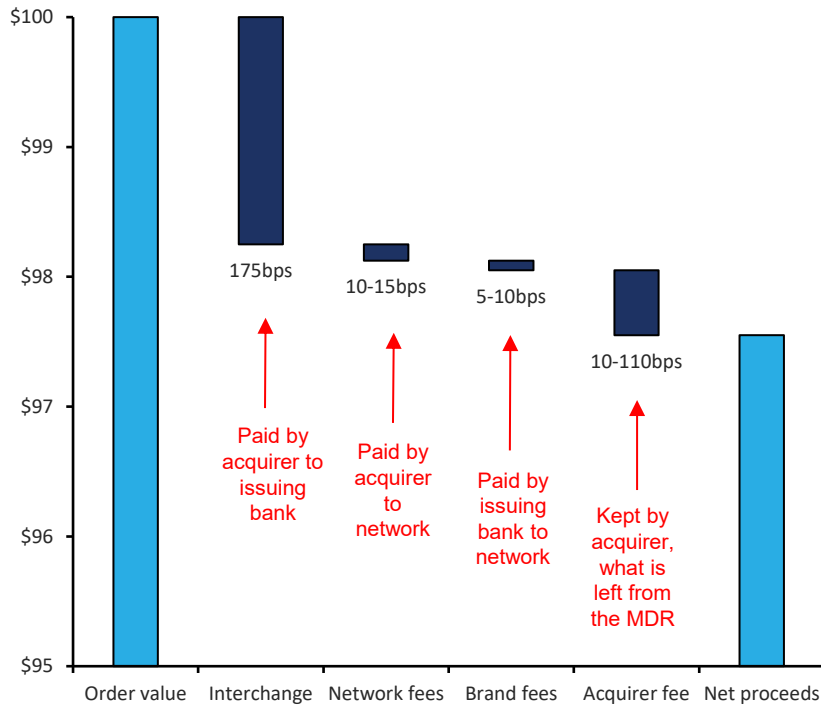 $100
$99
$98
$97
$96
$95
175bps
10-15bps
5-10bps
10-110bps
Paid by
acquirer to
issuing
bank
Paid by
acquirer
to
network
Paid by
issuing
bank to
network
Kept by
acquirer,
what is
left from
the MDR
Order value
Interchange
Network fees
Brand fees
Acquirer fee
Net proceeds